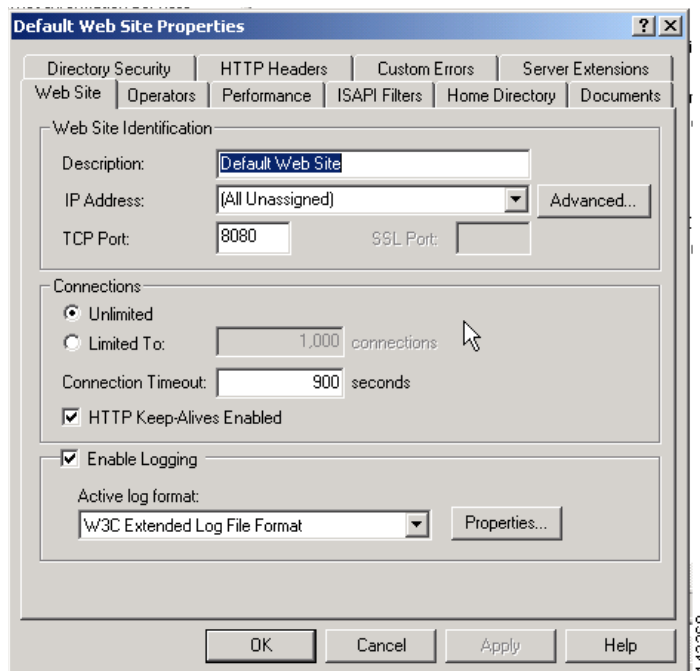 Default Web Site Properties
Directory Security HTTP Headers Custom Errors Server Extensions
Web Site Operators Performance ISAPI Filters Home Directory Documents
Web Site Identification
Description: Default Web Site
IP Address: (All Unassigned) Advanced...
TCP Port: 8080 SSL Port:
Connections
Unlimited
Limited To: 1,000 connections
Connection Timeout: 900 seconds
HTTP Keep-Alives Enabled
Enable Logging
Active log format:
W3C Extended Log File Format Properties...
OK Cancel Apply Help